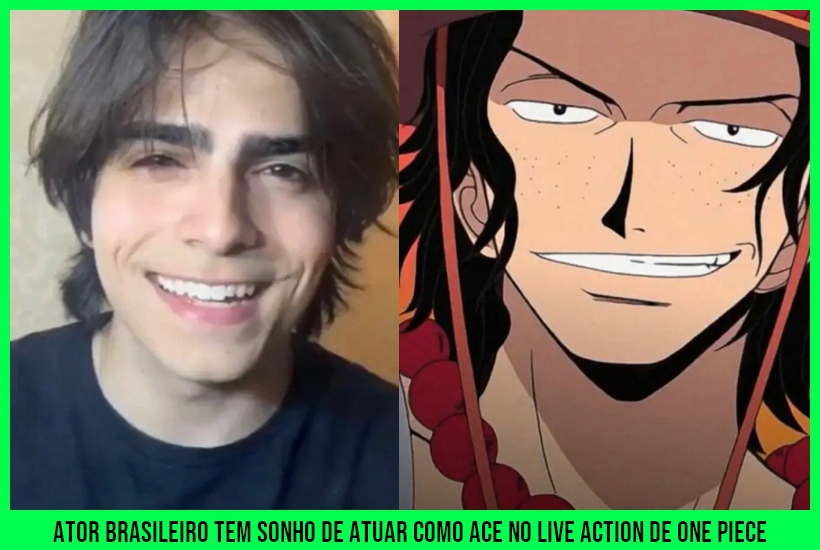 ATOR BRASILEIRO TEM SONHO DE ATUAR COMO ACE NO LIVE ACTION DE ONE PIECE